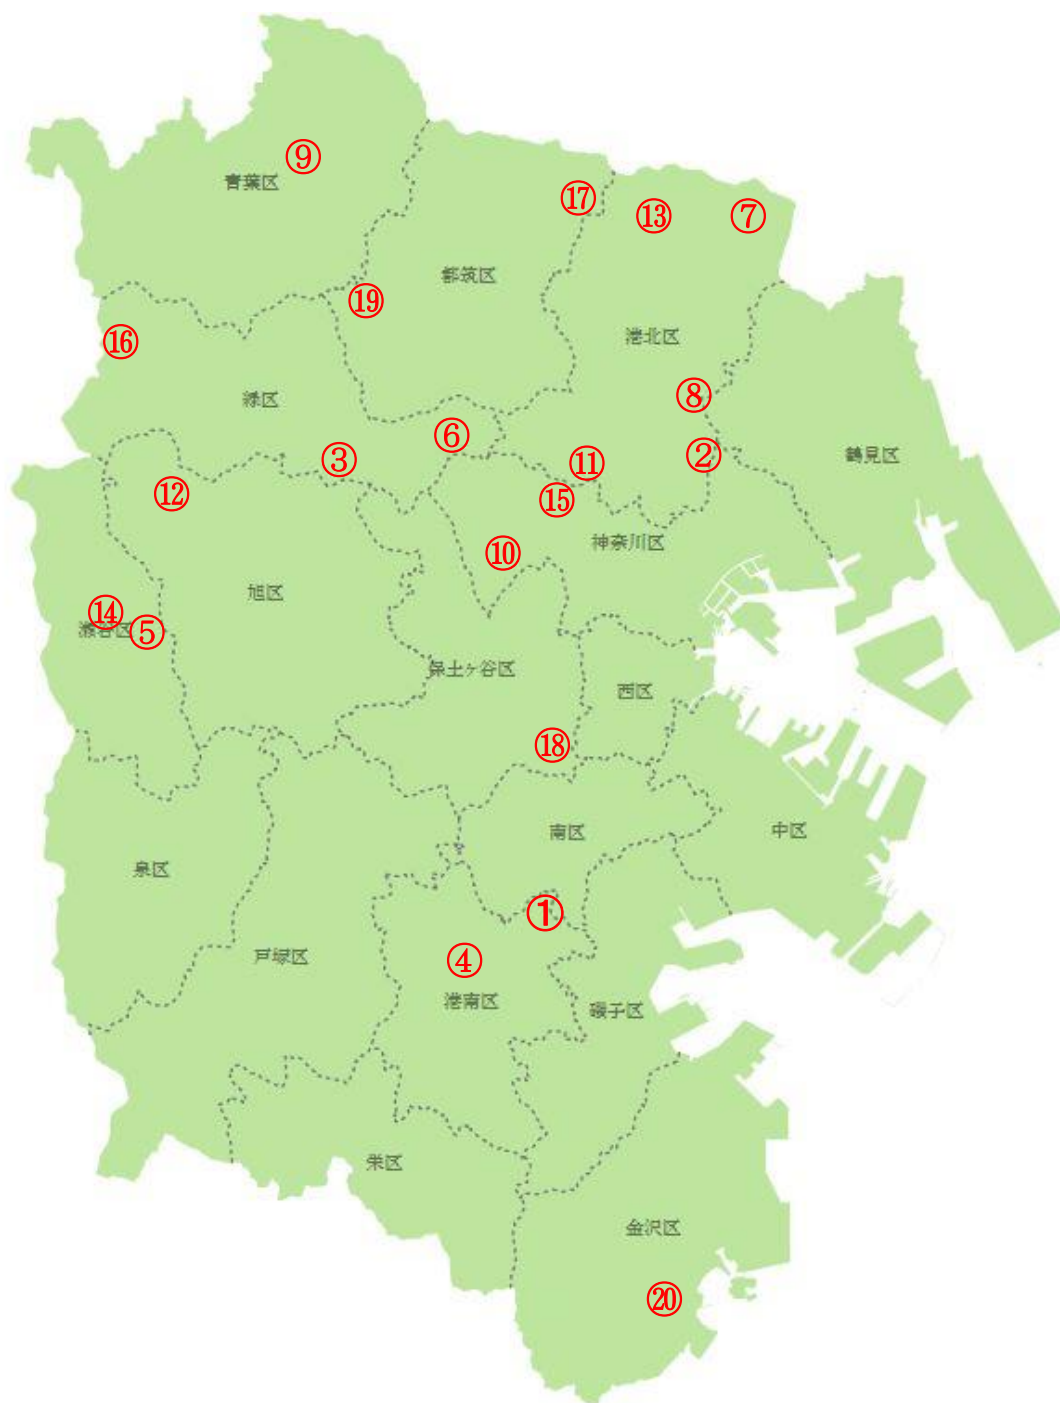 ⑨
青葉区
⑰
⑬
⑦
都筑区
⑲
⑯
港北区
緑区
⑧
⑥
③
②
⑪
鶴見区
⑫
⑮
神奈川区
⑩
旭区
⑭
瀬谷区
⑤
保土ヶ谷区
西区
⑱
南区
中区
泉区
①
戸塚区
④
港南区
磯子区
栄区
金沢区
⑳